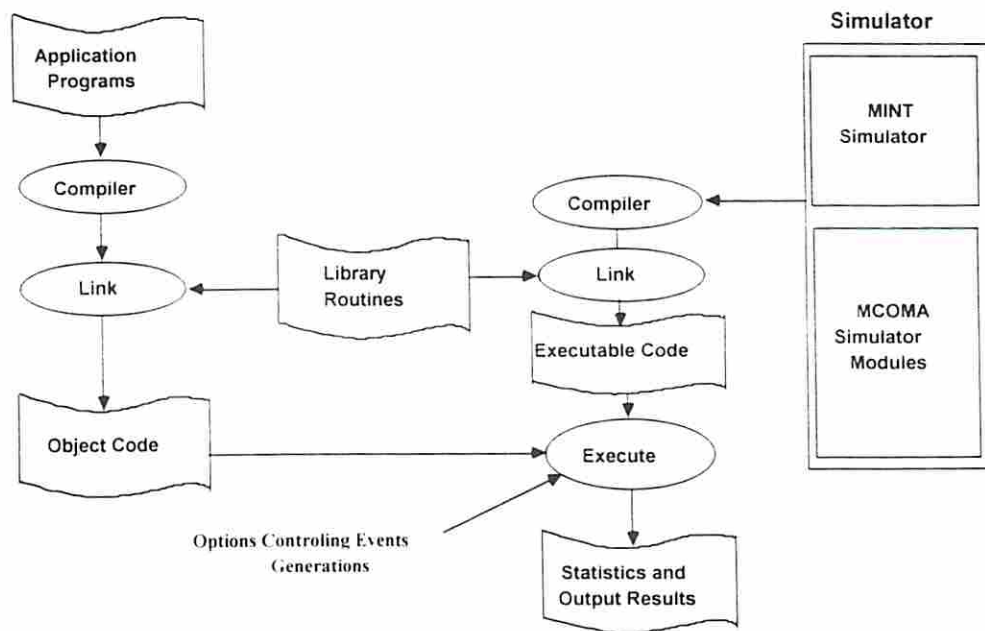 Simulator
Application
Programs
MINT
Simulator
Compiler
Compiler
Library
Routines
Link
Link
MCOMA
Simulator
Modules
Executable Code
Object Code
Execute
Options Controling Events
Generations
Statistics and
Output Results